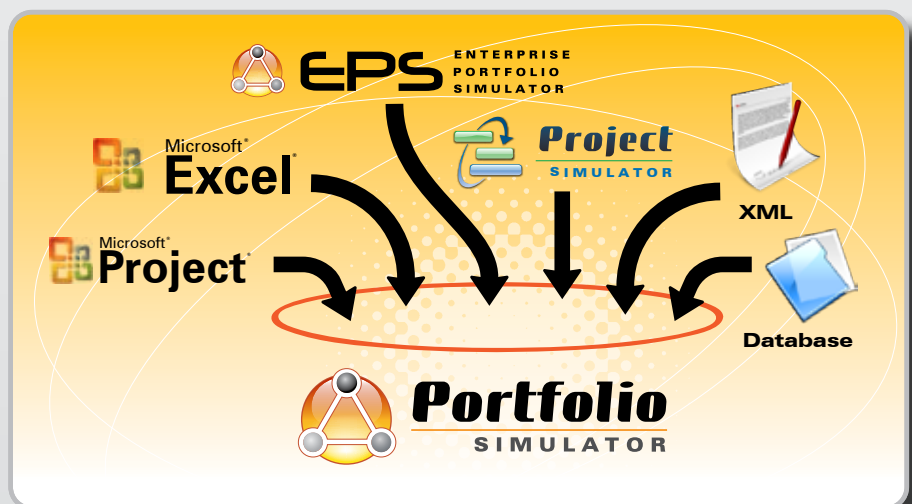 EPS
ENTERPRISE
PORTFOLIO
SIMULATOR
Microsoft®
Excel®
Microsoft®
Project®
Project
SIMULATOR
XML
Database
Portfolio
SIMULATOR